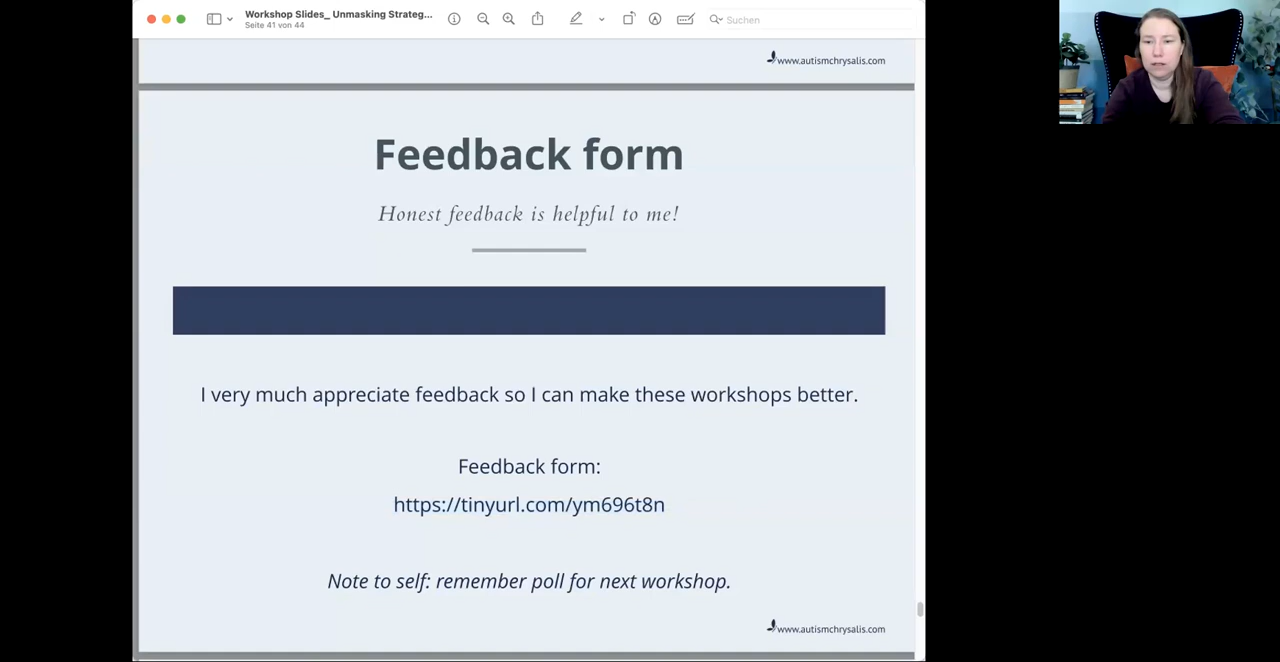 Workshop Slides_ Unmasking Strateg...
Seite 41 von 44
Suchen
www.autismchrysalis.com
Feedback form
Honest feedback is helpful to me!
I very much appreciate feedback so I can make these workshops better.
Feedback form:
https://tinyurl.com/ym696t8n
Note to self: remember poll for next workshop.
www.autismchrysalis.com